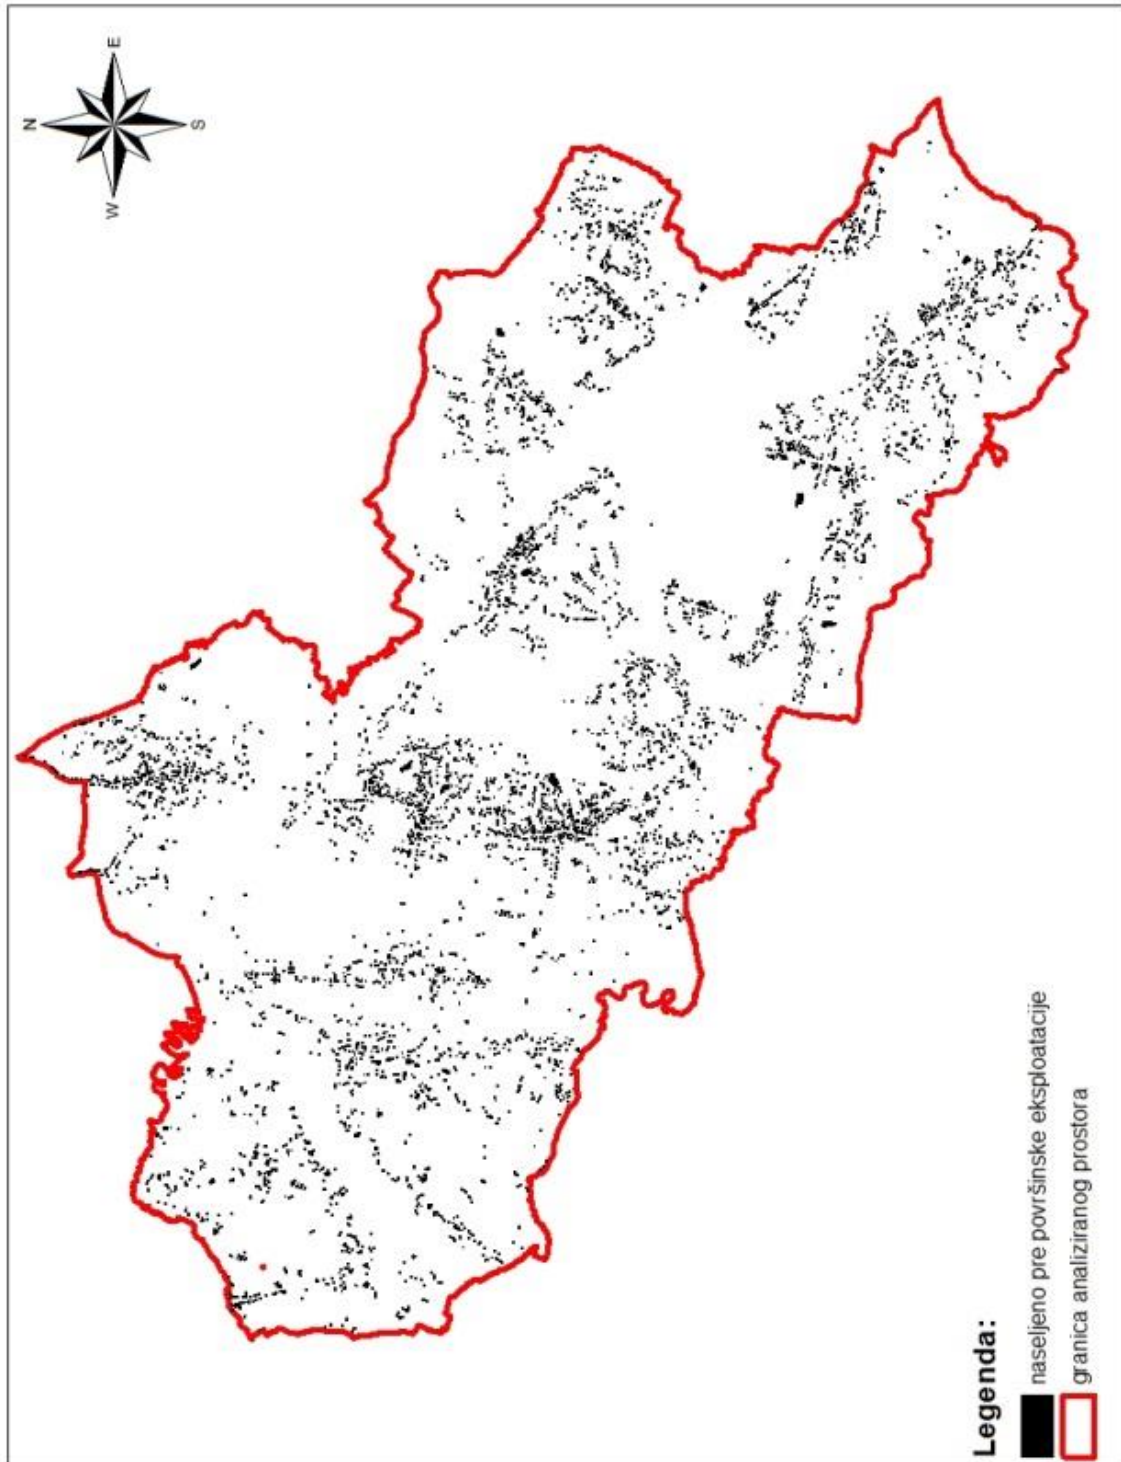 N
E
W
S
Legenda:
naseljeno pre površinske eksploatacije
granica analiziranog prostora